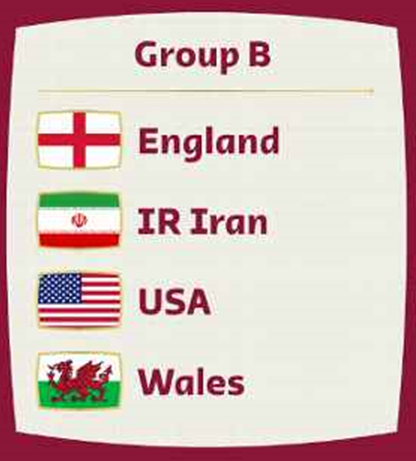 Group B
England
IR Iran
USA
Wales